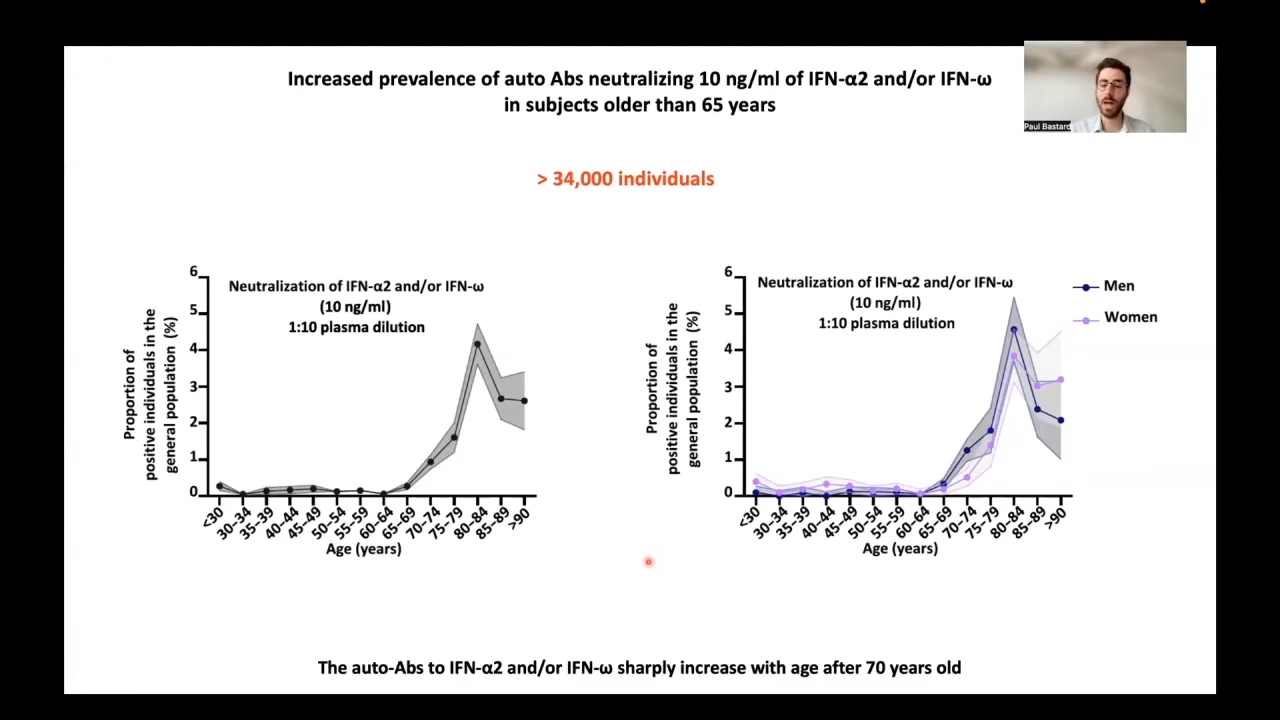 Increased prevalence of auto Abs neutralizing 10 ng/ml of IFN-α2 and/or IFN-ω
in subjects older than 65 years
Paul Bastard
> 34,000 individuals
Neutralization of IFN-α2 and/or IFN-ω
(10 ng/ml)
1:10 plasma dilution
Proportion of
positive individuals in the
general population (%)
6
5
4
3
2
1
0
<30
30–34
35–39
40–44
45–49
50–54
55–59
60–64
65–69
70–74
75–79
80–84
85–89
>90
Age (years)
Neutralization of IFN-α2 and/or IFN-ω
(10 ng/ml)
1:10 plasma dilution
Men
Women
Proportion of
positive individuals in the
general population (%)
6
5
4
3
2
1
0
<30
30–34
35–39
40–44
45–49
50–54
55–59
60–64
65–69
70–74
75–79
80–84
85–89
>90
Age (years)
The auto-Abs to IFN-α2 and/or IFN-ω sharply increase with age after 70 years old